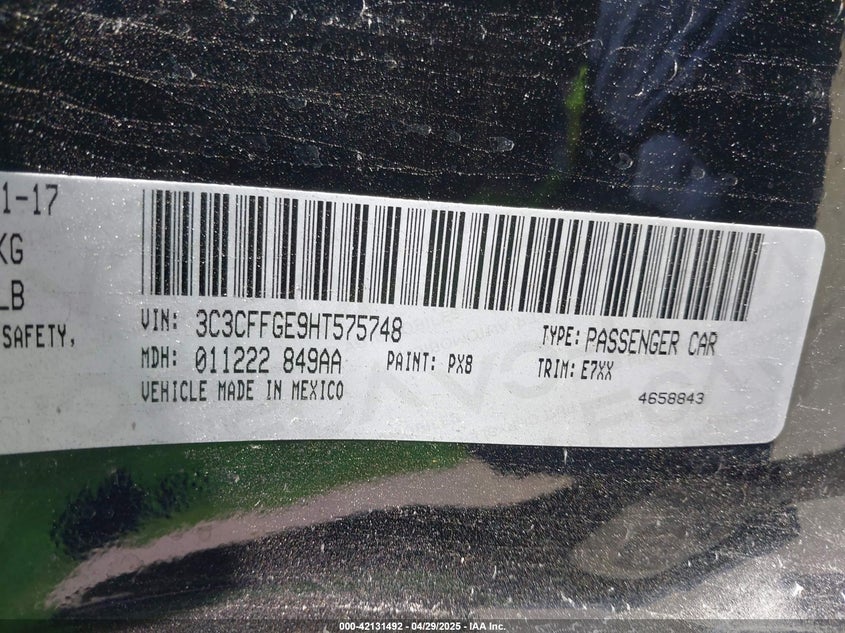 1-17
KG
LB
SAFETY,
VIN: 3C3CFFGE9HT575748 TYPE: PASSENGER CAR
MDH: 011222 849AA PAINT: PX8 TRIM: E7XX
VEHICLE MADE IN MEXICO 4658843
000-42131492 - 04/29/2025 - IAA Inc.